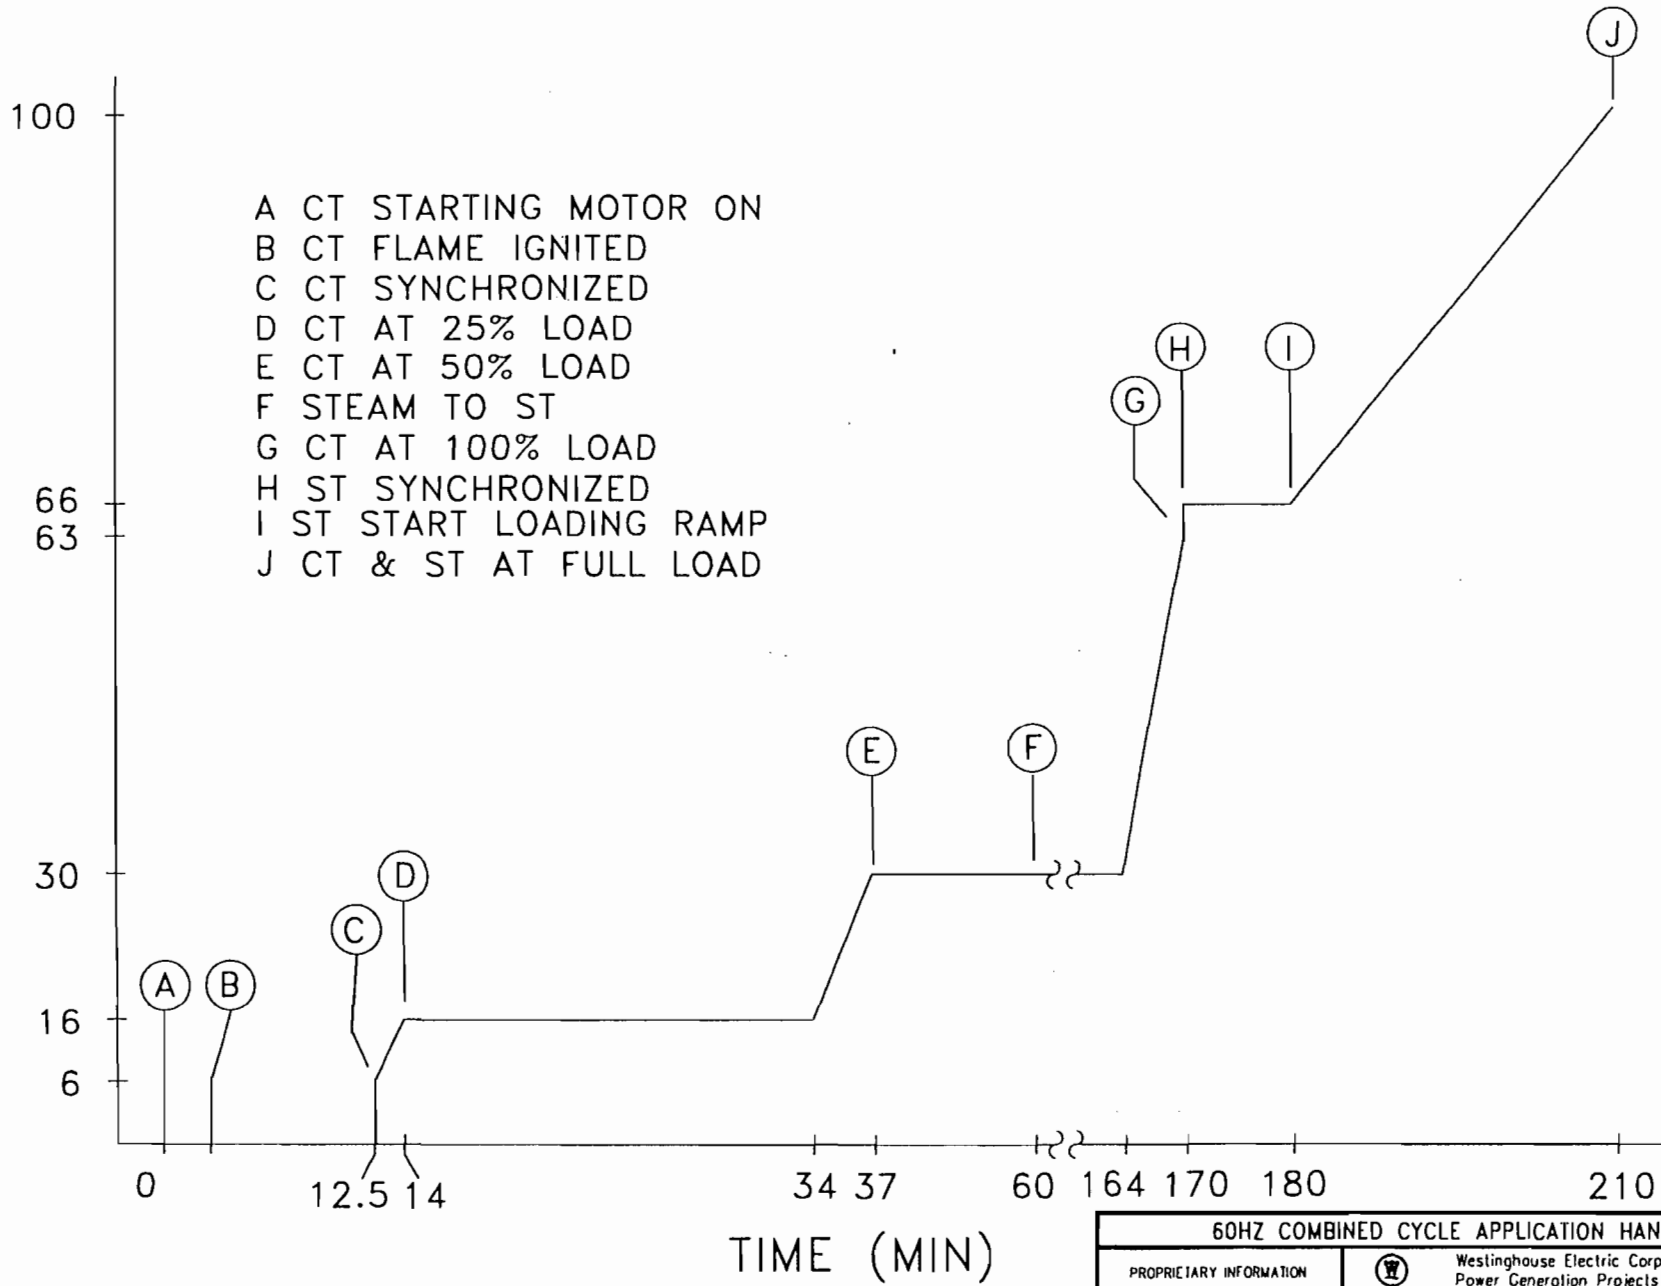 J
100
A CT STARTING MOTOR ON
B CT FLAME IGNITED
C CT SYNCHRONIZED
D CT AT 25% LOAD
E CT AT 50% LOAD
F STEAM TO ST
G CT AT 100% LOAD
H ST SYNCHRONIZED
I ST START LOADING RAMP
J CT & ST AT FULL LOAD
H I
G
66
63
E F
30
D
C
A B
16
6
0 12.5 14 34 37 60 164 170 180 210
TIME (MIN)
60HZ COMBINED CYCLE APPLICATION HAN
PROPRIETARY INFORMATION
Westinghouse Electric Corp
Power Generation Projects